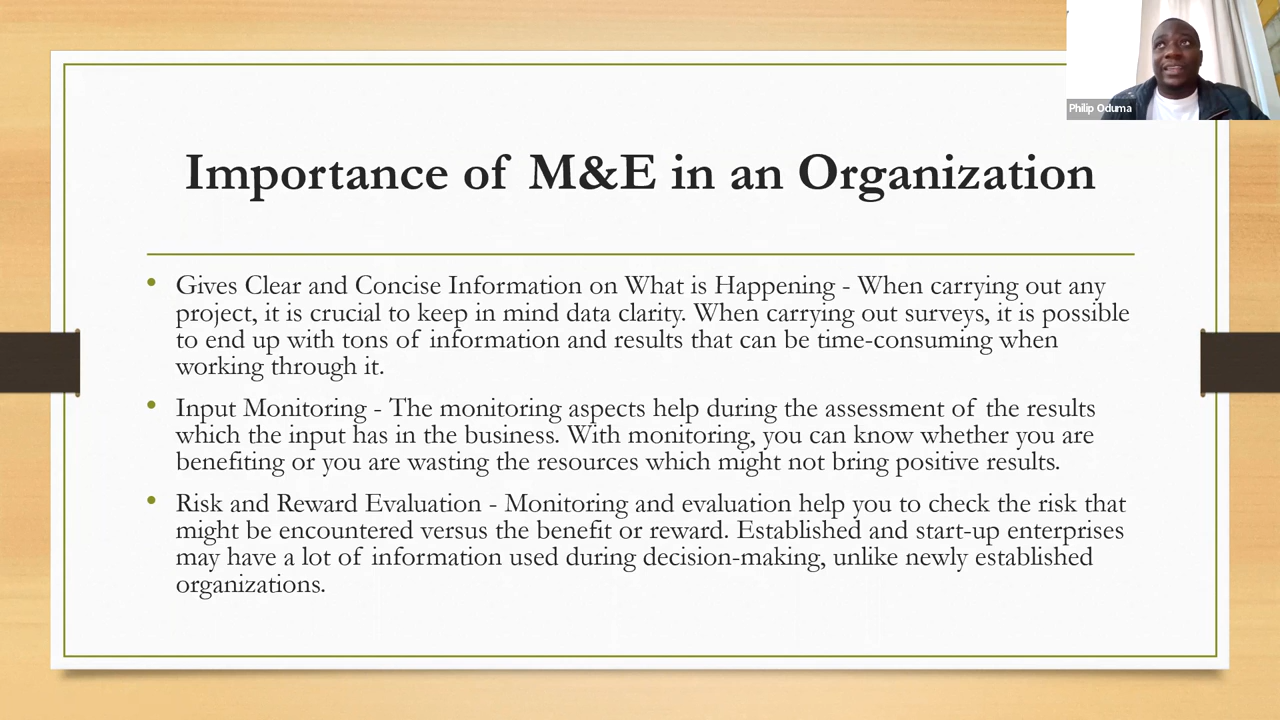 Philip Oduma
Importance of M&E in an Organization
• Gives Clear and Concise Information on What is Happening - When carrying out any
project, it is crucial to keep in mind data clarity. When carrying out surveys, it is possible
to end up with tons of information and results that can be time-consuming when
working through it.
• Input Monitoring - The monitoring aspects help during the assessment of the results
which the input has in the business. With monitoring, you can know whether you are
benefiting or you are wasting the resources which might not bring positive results.
• Risk and Reward Evaluation - Monitoring and evaluation help you to check the risk that
might be encountered versus the benefit or reward. Established and start-up enterprises
may have a lot of information used during decision-making, unlike newly established
organizations.